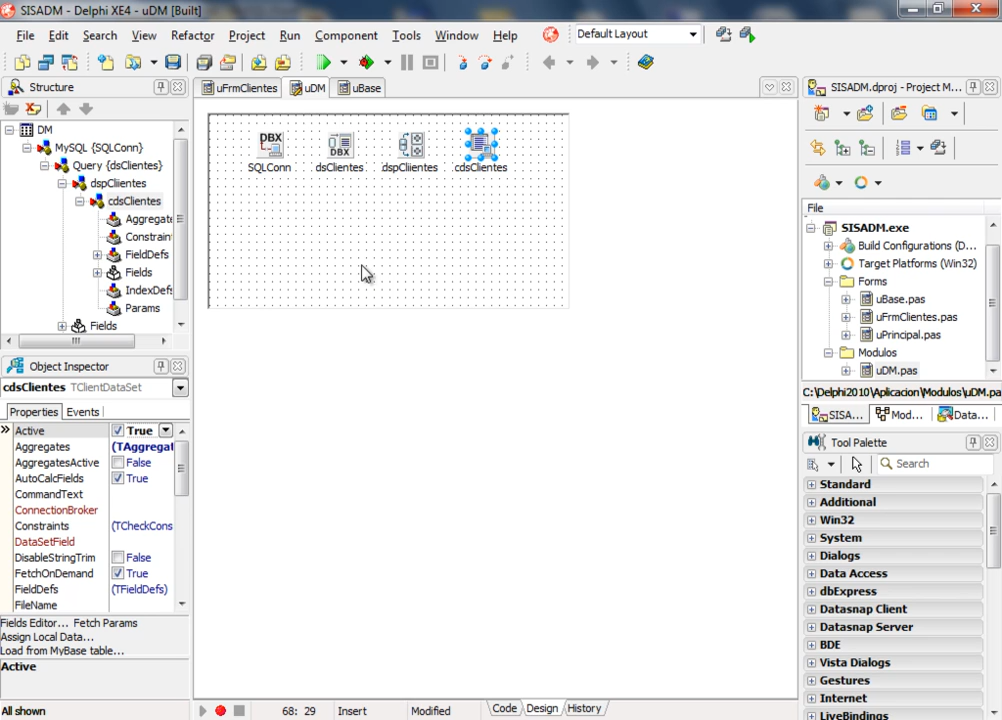 SISADM - Delphi XE4 - uDM [Built]
File Edit Search View Refactor Project Run Component Tools Window Help Default Layout
Structure
uFrmClientes uDM uBase
SISADM.dproj - Project M...
DM
MySQL {SQLConn}
Query {dsClientes}
dspClientes
cdsClientes
Aggregate
Constrain
FieldDefs
Fields
IndexDefs
Params
Fields
DBX
DBX
SQLConn dsClientes dspClientes cdsClientes
File
SISADM.exe
Build Configurations (D...
Target Platforms (Win32)
Forms
uBase.pas
uFrmClientes.pas
uPrincipal.pas
Modulos
uDM.pas
C:\Delphi2010\Aplicacion\Modulos\uDM.pa
SISA... Mod... Data...
Object Inspector
cdsClientes TClientDataSet
Properties Events
Active True
Aggregates (TAggregat
AggregatesActive False
AutoCalcFields True
CommandText
ConnectionBroker
Constraints (TCheckCons
DataSetField
DisableStringTrim False
FetchOnDemand True
FieldDefs (TFieldDefs)
FileName
Fields Editor... Fetch Params
Assign Local Data...
Load from MyBase table...
Active
All shown
Tool Palette
Search
Standard
Additional
Win32
System
Dialogs
Data Access
dbExpress
Datasnap Client
Datasnap Server
BDE
Vista Dialogs
Gestures
Internet
LiveBindings
68: 29 Insert Modified Code Design History